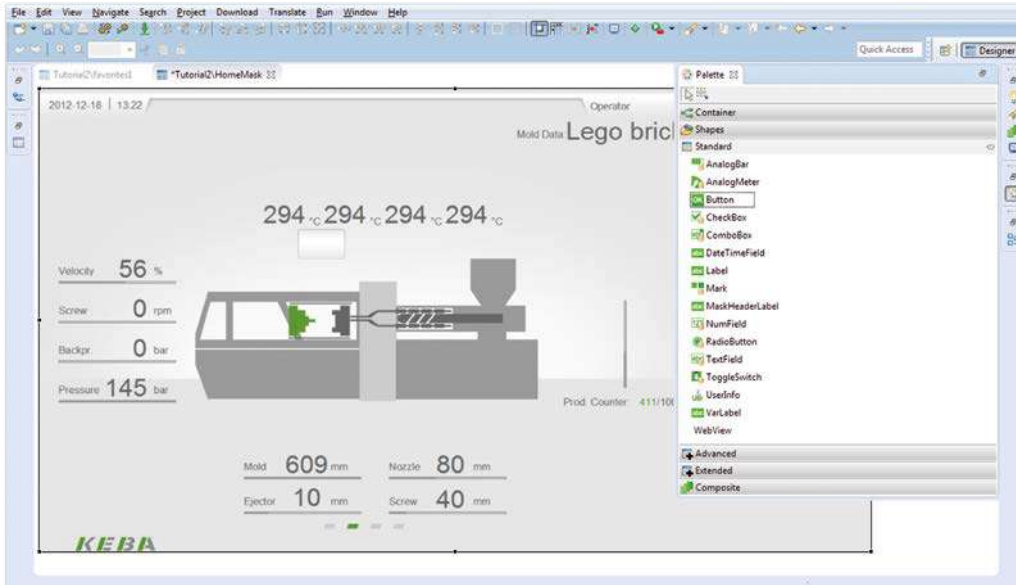 File Edit View Navigate Search Project Download Translate Run Window Help
Quick Access
Designer
Tutorial2\favorites1
*Tutorial2\HomeMask
Palette
2012-12-18 | 13:22
Operator
Mold Data Lego bric
294 °C 294 °C 294 °C 294 °C
Velocity 56 %
Screw 0 rpm
Backpr. 0 bar
Pressure 145 bar
Prod. Counter: 411/100
Mold 609 mm
Nozzle 80 mm
Ejector 10 mm
Screw 40 mm
KEBA
Container
Shapes
Standard
AnalogBar
AnalogMeter
Button
CheckBox
ComboBox
DateTimeField
Label
Mark
MaskHeaderLabel
NumField
RadioButton
TextField
ToggleSwitch
UserInfo
VarLabel
WebView
Advanced
Extended
Composite